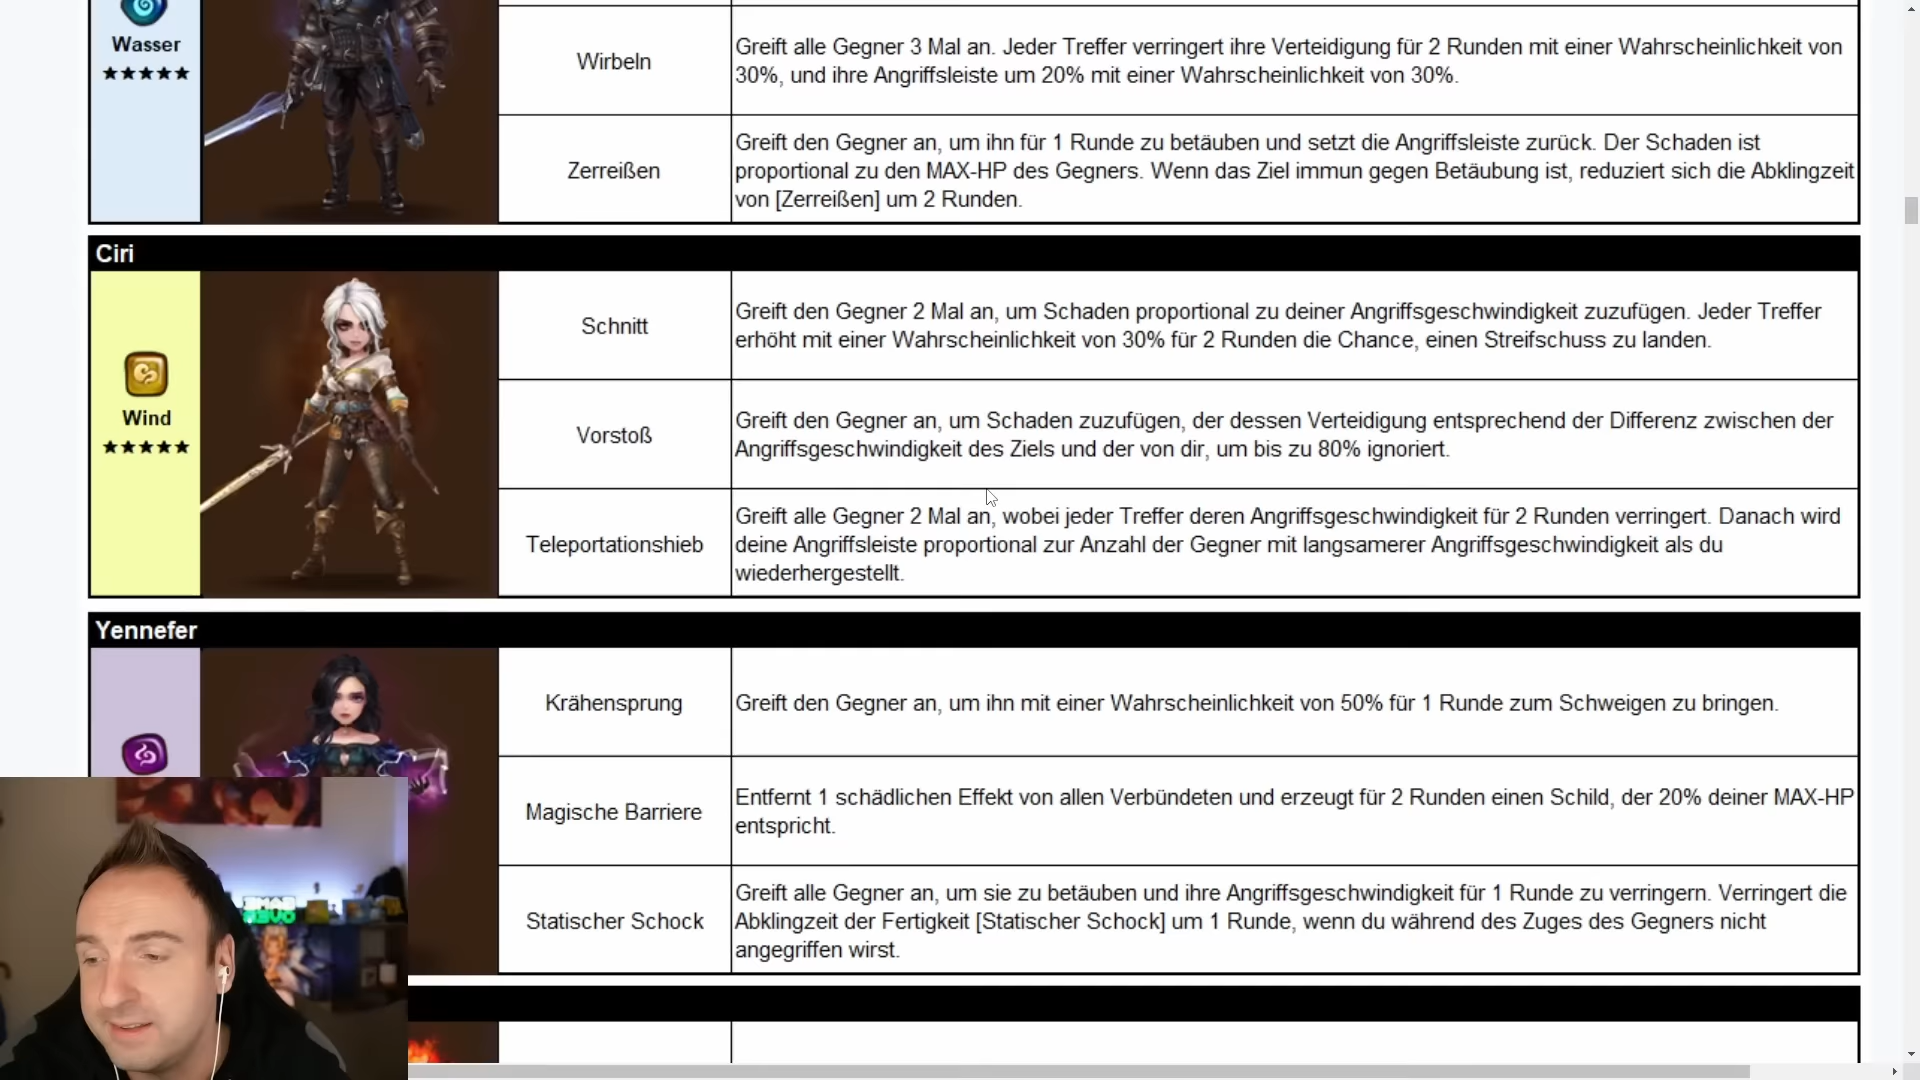 Wasser
★★★★★
Wirbeln
Greift alle Gegner 3 Mal an. Jeder Treffer verringert ihre Verteidigung für 2 Runden mit einer Wahrscheinlichkeit von
30%, und ihre Angriffsleiste um 20% mit einer Wahrscheinlichkeit von 30%.
Zerreißen
Greift den Gegner an, um ihn für 1 Runde zu betäuben und setzt die Angriffsleiste zurück. Der Schaden ist
proportional zu den MAX-HP des Gegners. Wenn das Ziel immun gegen Betäubung ist, reduziert sich die Abklingzeit
von [Zerreißen] um 2 Runden.
Ciri
Wind
★★★★★
Schnitt
Greift den Gegner 2 Mal an, um Schaden proportional zu deiner Angriffsgeschwindigkeit zuzufügen. Jeder Treffer
erhöht mit einer Wahrscheinlichkeit von 30% für 2 Runden die Chance, einen Streifschuss zu landen.
Vorstoß
Greift den Gegner an, um Schaden zuzufügen, der dessen Verteidigung entsprechend der Differenz zwischen der
Angriffsgeschwindigkeit des Ziels und der von dir, um bis zu 80% ignoriert.
Teleportationshieb
Greift alle Gegner 2 Mal an, wobei jeder Treffer deren Angriffsgeschwindigkeit für 2 Runden verringert. Danach wird
deine Angriffsleiste proportional zur Anzahl der Gegner mit langsamerer Angriffsgeschwindigkeit als du
wiederhergestellt.
Yennefer
Krähensprung
Greift den Gegner an, um ihn mit einer Wahrscheinlichkeit von 50% für 1 Runde zum Schweigen zu bringen.
Magische Barriere
Entfernt 1 schädlichen Effekt von allen Verbündeten und erzeugt für 2 Runden einen Schild, der 20% deiner MAX-HP
entspricht.
Statischer Schock
Greift alle Gegner an, um sie zu betäuben und ihre Angriffsgeschwindigkeit für 1 Runde zu verringern. Verringert die
Abklingzeit der Fertigkeit [Statischer Schock] um 1 Runde, wenn du während des Zuges des Gegners nicht
angegriffen wirst.
GAME
OVER